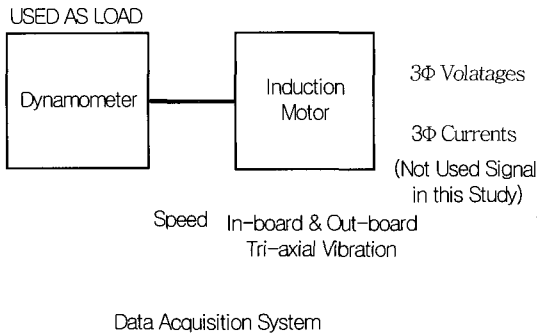 USED AS LOAD
Dynamometer
Induction
Motor
3Φ Volatages
3Φ Currents
(Not Used Signal
in this Study)
Speed
In-board & Out-board
Tri-axial Vibration
Data Acquisition System